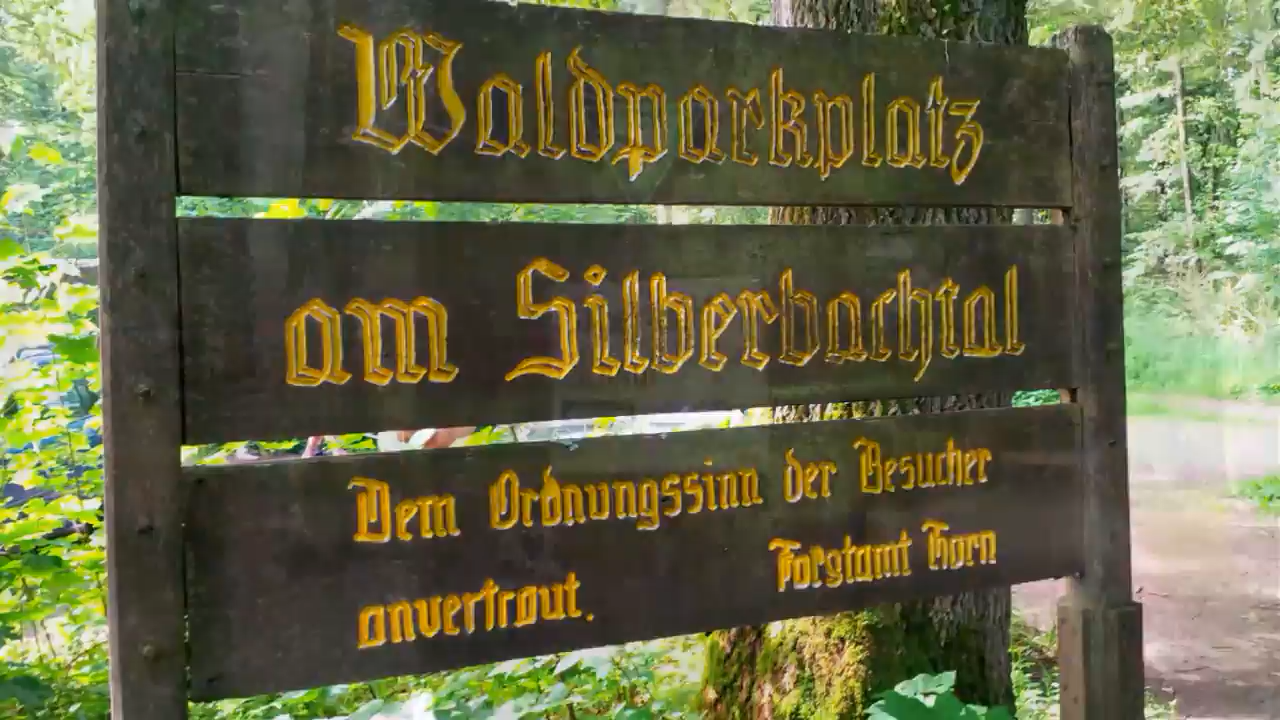 Waldparkplatz
am Silberbachtal
Dem Ordnungssinn der Besucher
anvertraut. Forstamt Horn